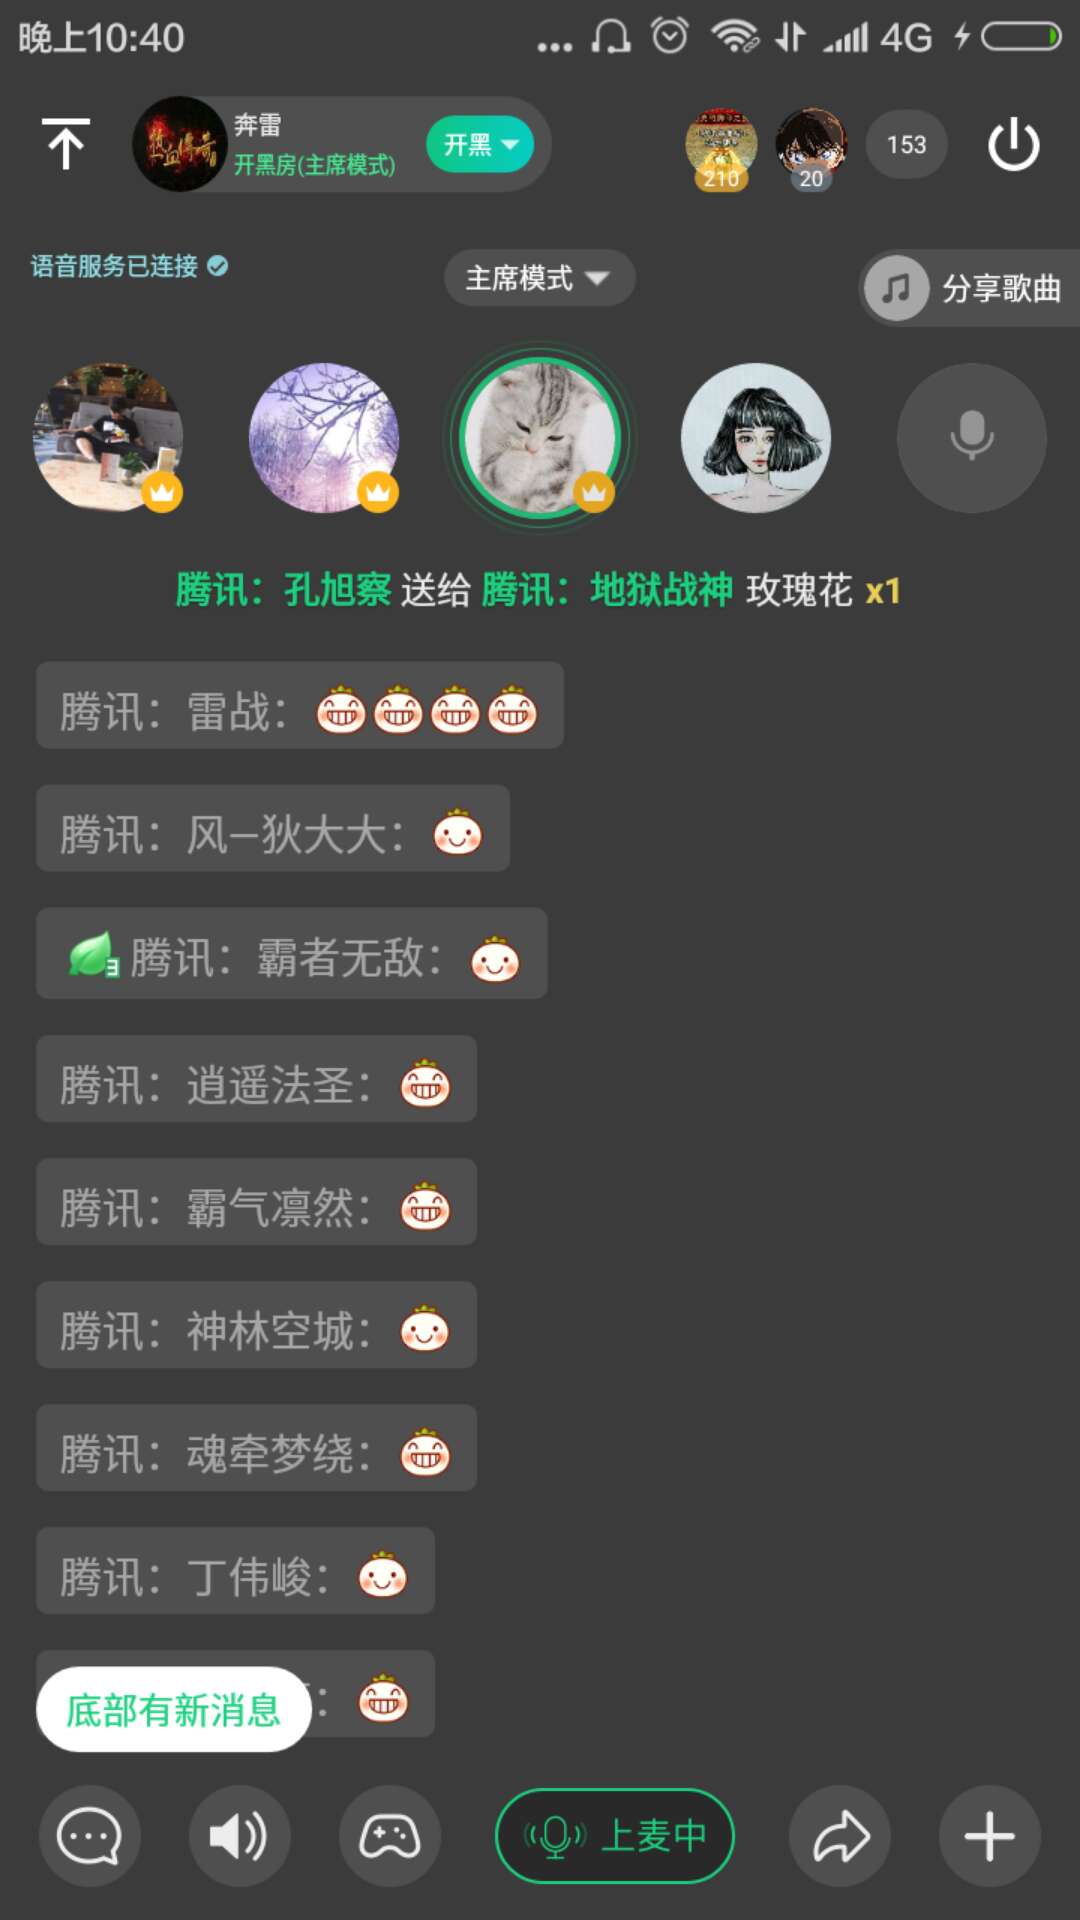 晚上10:40
4G
奔雷
开黑房(主席模式)
开黑
210
20
153
语音服务已连接
主席模式
分享歌曲
腾讯：孔旭察 送给 腾讯：地狱战神 玫瑰花 x1
腾讯：雷战：
腾讯：风一狄大大：
3 腾讯：霸者无敌：
腾讯：逍遥法圣：
腾讯：霸气凛然：
腾讯：神林空城：
腾讯：魂牵梦绕：
腾讯：丁伟峻：
底部有新消息
上麦中